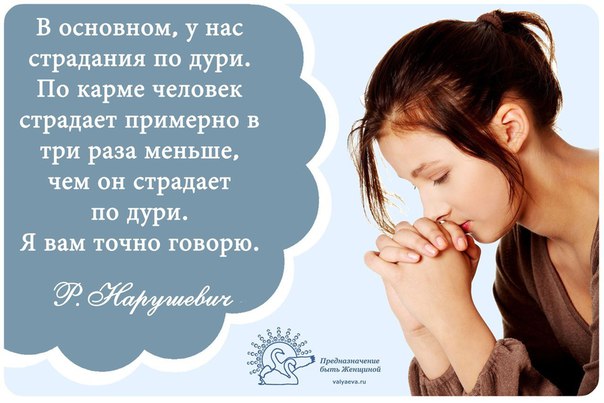 В основном, у нас
страдания по дури.
По карме человек
страдает примерно в
три раза меньше,
чем он страдает
по дури.
Я вам точно говорю.
Р. Нарушевич
Предназначение
быть Женщиной
valyaeva.ru